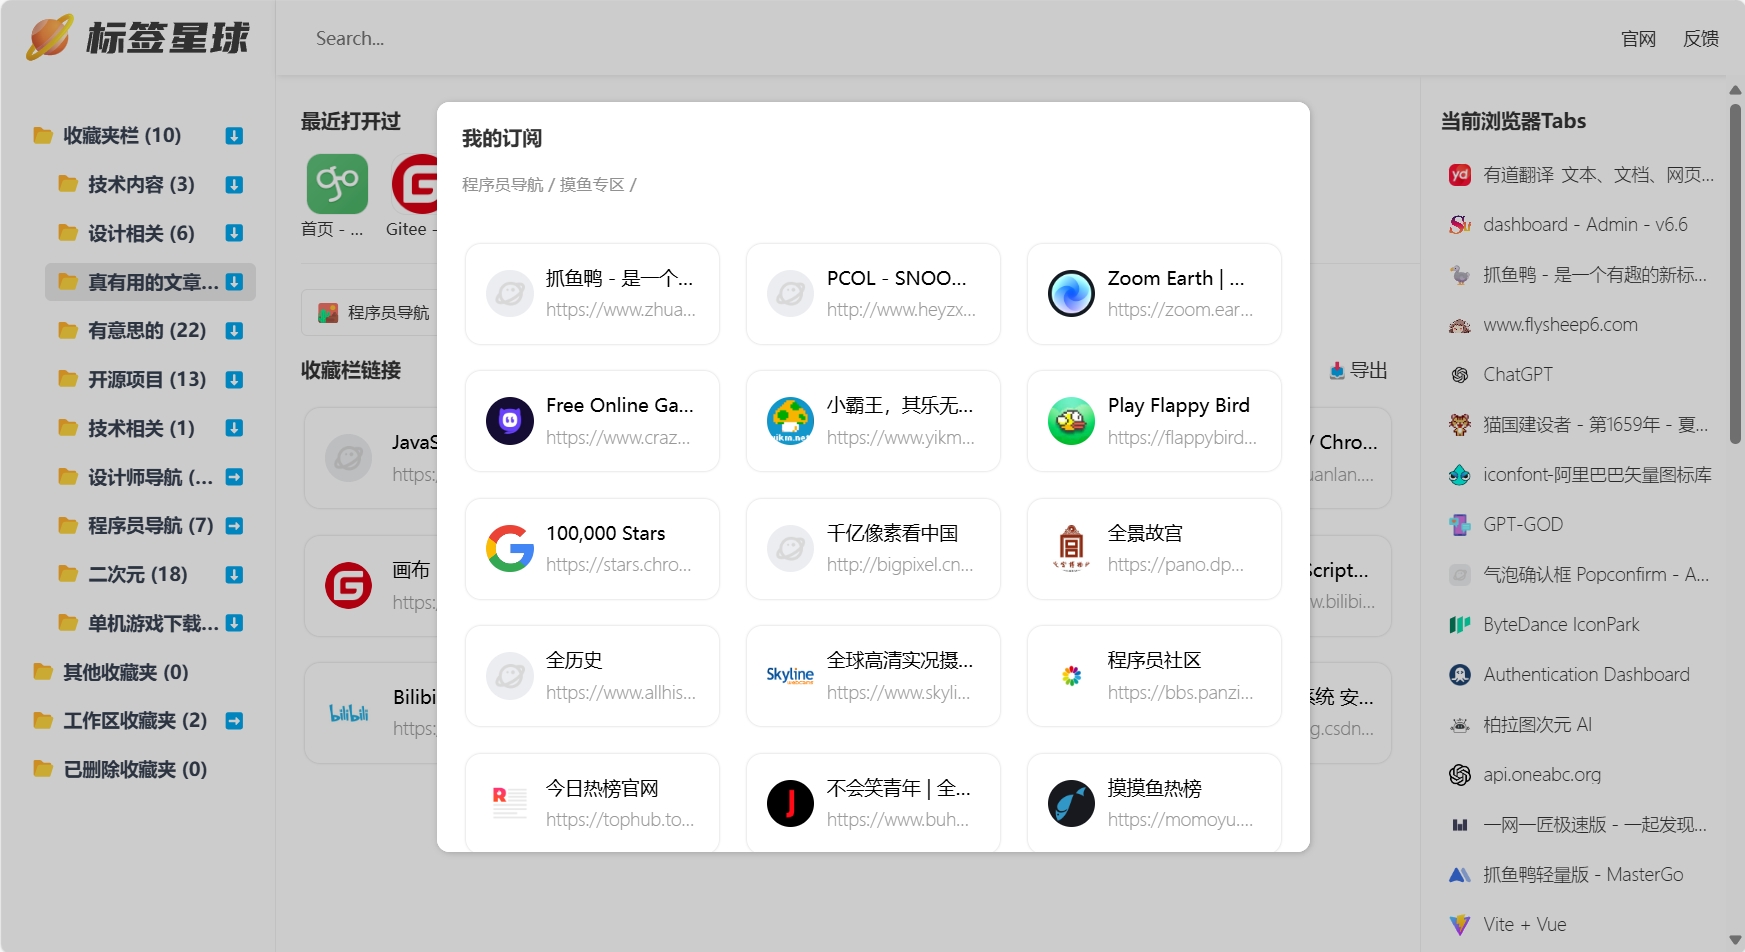 标签星球
Search...
官网
反馈
收藏夹栏 (10)
技术内容 (3)
设计相关 (6)
真有用的文章...
有意思的 (22)
开源项目 (13)
技术相关 (1)
设计师导航 (...
程序员导航 (7)
二次元 (18)
单机游戏下载...
其他收藏夹 (0)
工作区收藏夹 (2)
已删除收藏夹 (0)
最近打开过
首页 - ...
Gitee -
程序员导航
收藏栏链接
导出
JavaS
https:
画布
https:
Bilibi
https:
/ Chro...
uanlan....
Script...
w.bilibi...
系统 安...
g.csdn...
我的订阅
程序员导航 / 摸鱼专区 /
抓鱼鸭 - 是一个...
https://www.zhua...
PCOL - SNOO...
http://www.heyzx...
Zoom Earth | ...
https://zoom.ear...
Free Online Ga...
https://www.craz...
yikm.net
小霸王，其乐无...
https://www.yikm...
Play Flappy Bird
https://flappybird...
100,000 Stars
https://stars.chro...
千亿像素看中国
http://bigpixel.cn...
全景故宫
https://pano.dp...
全历史
https://www.allhis...
Skyline
全球高清实况摄...
https://www.skyli...
程序员社区
https://bbs.panzi...
今日热榜官网
https://tophub.to...
不会笑青年 | 全...
https://www.buh...
摸摸鱼热榜
https://momoyu....
当前浏览器Tabs
yd
有道翻译_文本、文档、网页...
dashboard - Admin - v6.6
抓鱼鸭 - 是一个有趣的新标...
www.flysheep6.com
ChatGPT
猫国建设者 - 第1659年 - 夏...
iconfont-阿里巴巴矢量图标库
GPT-GOD
气泡确认框 Popconfirm - A...
ByteDance IconPark
Authentication Dashboard
柏拉图次元 AI
api.oneabc.org
一网一匠极速版 - 一起发现...
抓鱼鸭轻量版 - MasterGo
Vite + Vue